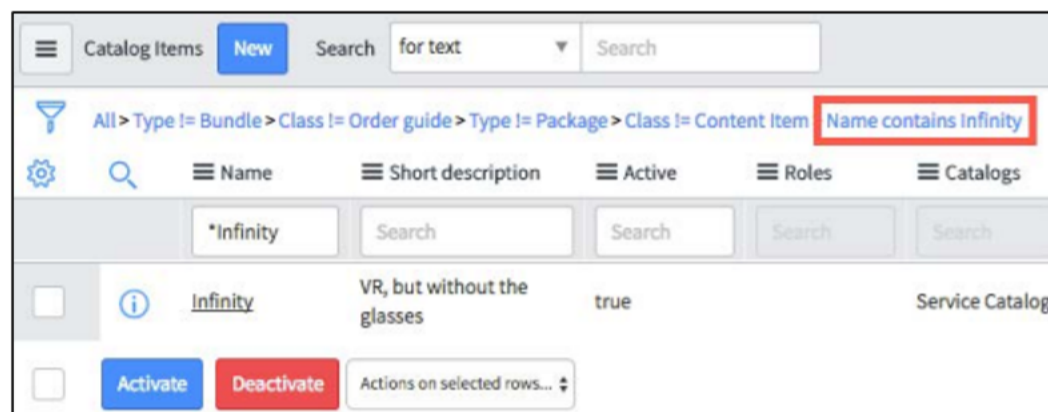 Catalog Items New Search for text Search
All > Type != Bundle > Class != Order guide > Type != Package > Class != Content Item Name contains Infinity
Name Short description Active Roles Catalogs
*Infinity Search Search Search Search
Infinity VR, but without the glasses true Service Catalog
Activate Deactivate Actions on selected rows...